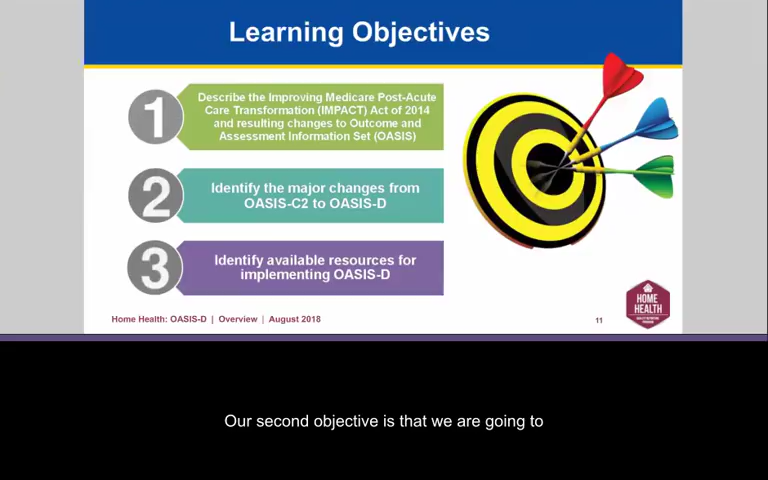 Learning Objectives
1
Describe the Improving Medicare Post-Acute
Care Transformation (IMPACT) Act of 2014
and resulting changes to Outcome and
Assessment Information Set (OASIS)
2
Identify the major changes from
OASIS-C2 to OASIS-D
3
Identify available resources for
implementing OASIS-D
Home Health: OASIS-D | Overview | August 2018
11
HOME
HEALTH
Our second objective is that we are going to